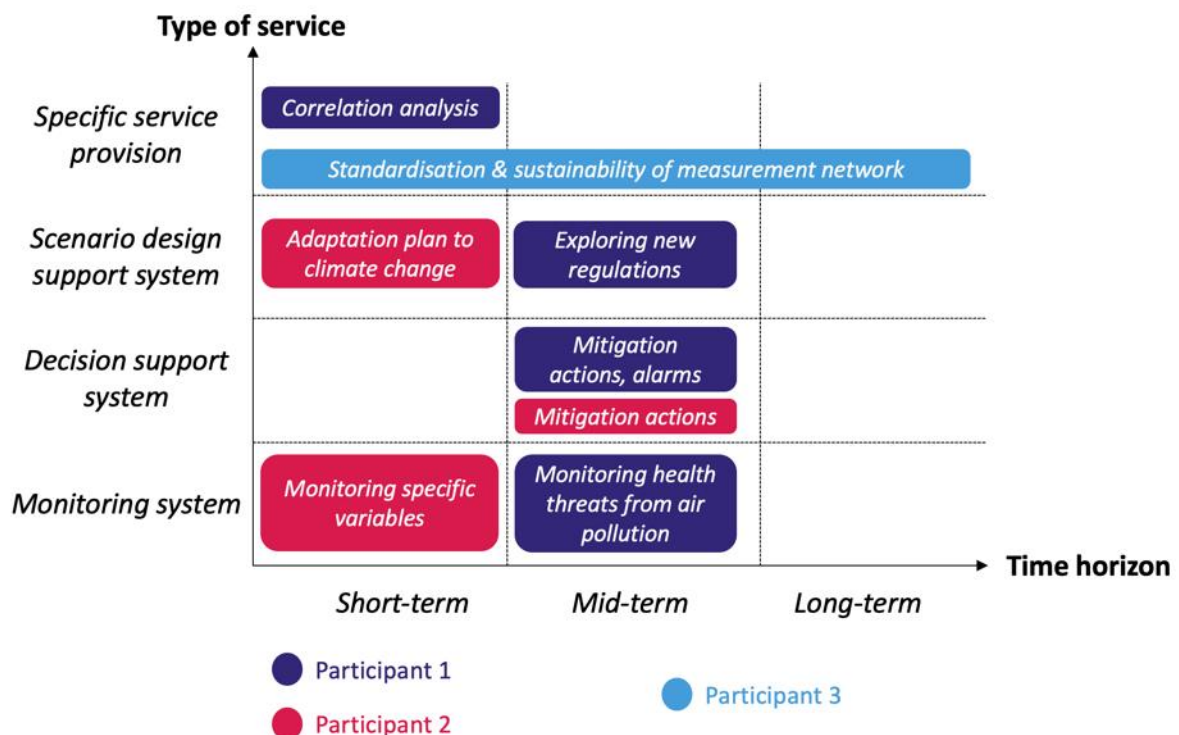 Type of service
Specific service
provision
Correlation analysis
Standardisation & sustainability of measurement network
Scenario design
support system
Adaptation plan to
climate change
Exploring new
regulations
Decision support
system
Mitigation
actions, alarms
Mitigation actions
Monitoring system
Monitoring specific
variables
Monitoring health
threats from air
pollution
Time horizon
Short-term
Mid-term
Long-term
Participant 1
Participant 2
Participant 3